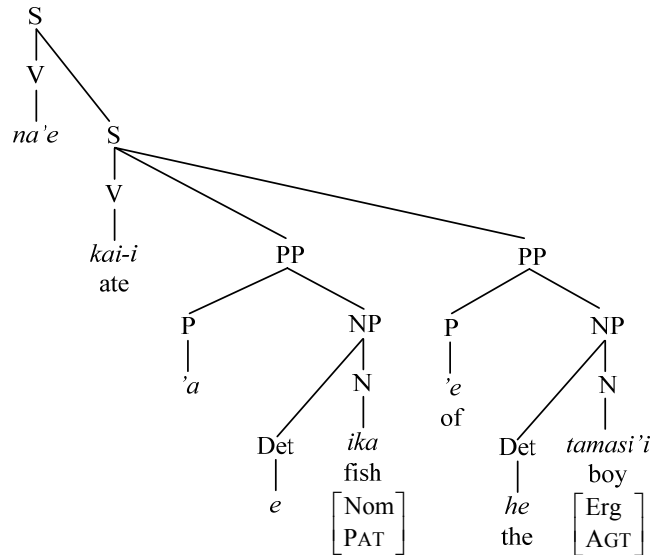 S
V
na’e S
V
kai-i PP PP
ate
P NP P NP
’a N ’e N
of
Det ika Det tamasi’i
fish boy
e [Nom he [Erg
PAT] the AGT]